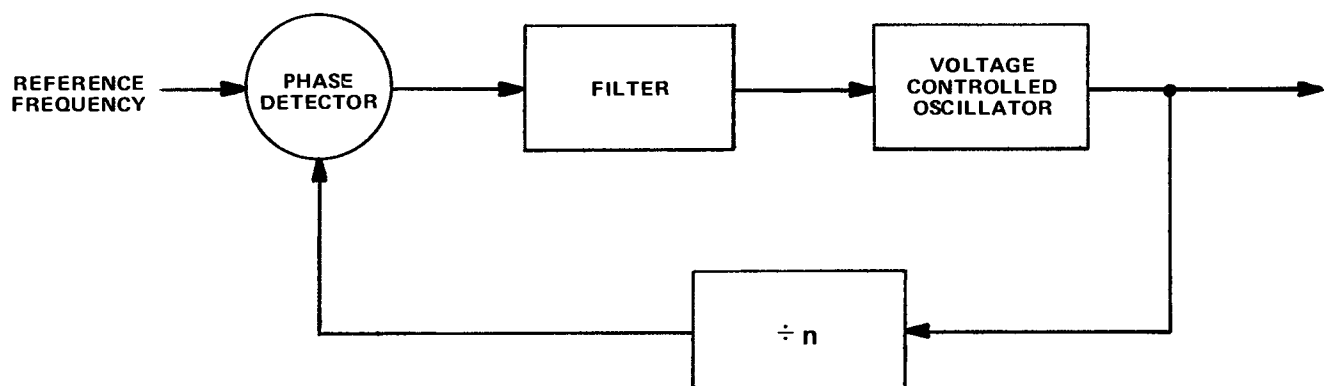 REFERENCE
FREQUENCY
PHASE
DETECTOR
FILTER
VOLTAGE
CONTROLLED
OSCILLATOR
÷ n